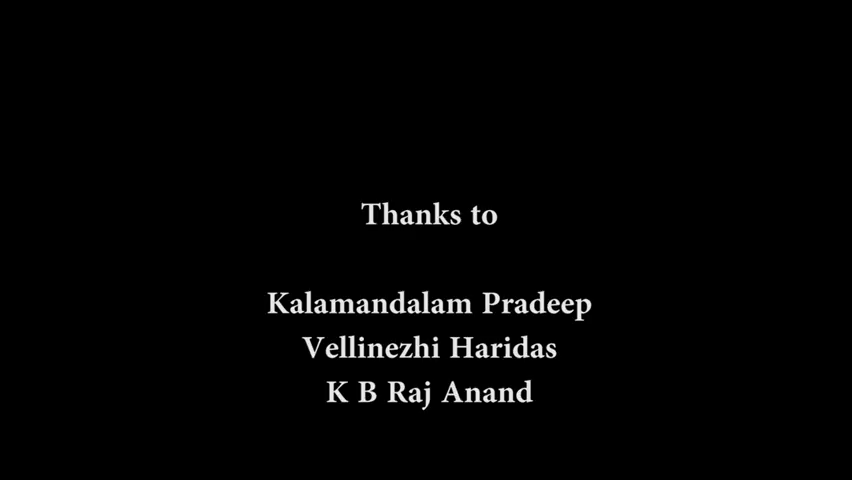 Thanks to
Kalamandalam Pradeep
Vellinezhi Haridas
K B Raj Anand